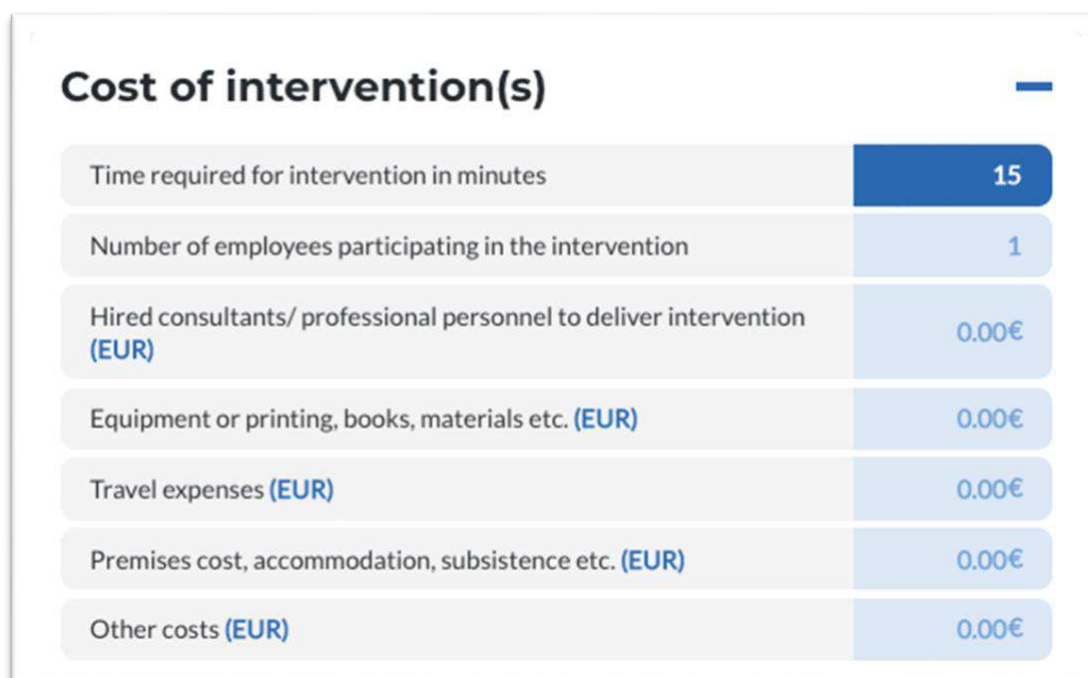 Cost of intervention(s)
Time required for intervention in minutes 15
Number of employees participating in the intervention 1
Hired consultants/ professional personnel to deliver intervention
(EUR) 0.00€
Equipment or printing, books, materials etc. (EUR) 0.00€
Travel expenses (EUR) 0.00€
Premises cost, accommodation, subsistence etc. (EUR) 0.00€
Other costs (EUR) 0.00€